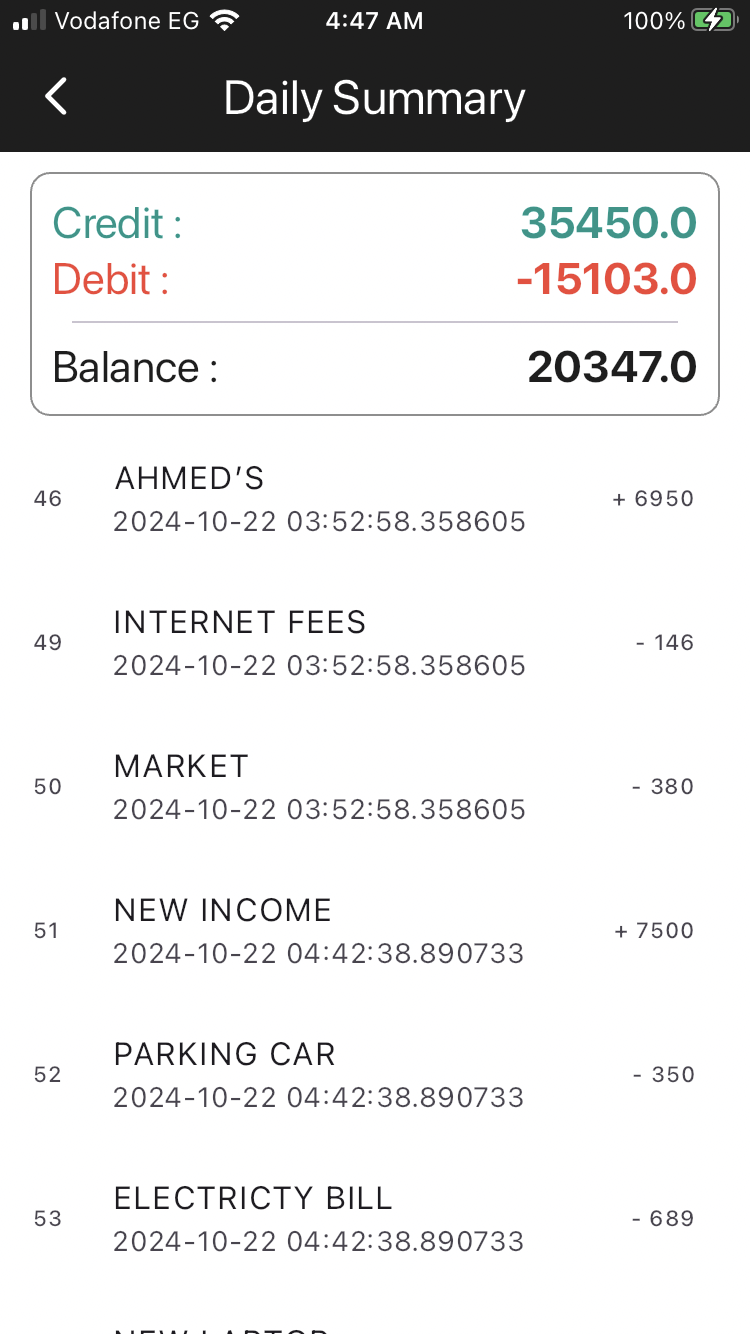 Vodafone EG 4:47 AM 100%
Daily Summary
Credit : 35450.0
Debit : -15103.0
Balance : 20347.0
46 AHMED'S + 6950
2024-10-22 03:52:58.358605
49 INTERNET FEES - 146
2024-10-22 03:52:58.358605
50 MARKET - 380
2024-10-22 03:52:58.358605
51 NEW INCOME + 7500
2024-10-22 04:42:38.890733
52 PARKING CAR - 350
2024-10-22 04:42:38.890733
53 ELECTRICTY BILL - 689
2024-10-22 04:42:38.890733
NEW LAPTOP